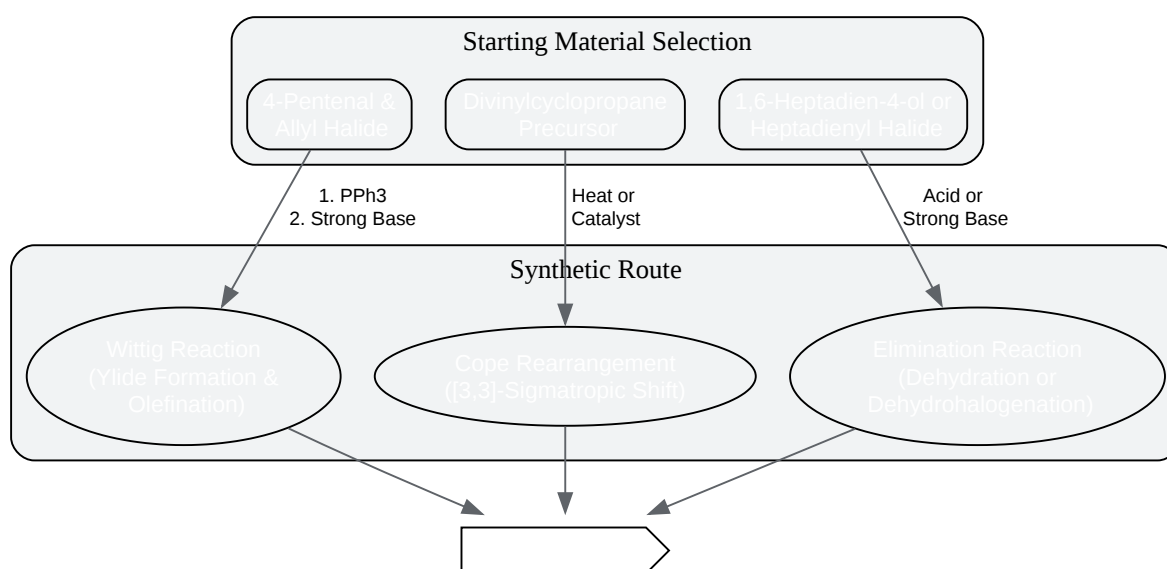 Starting Material Selection
4-Pentenal &
Allyl Halide
Divinylcyclopropane
Precursor
1,6-Heptadien-4-ol or
Heptadienyl Halide
1. PPh3
2. Strong Base
Heat or
Catalyst
Acid or
Strong Base
Synthetic Route
Wittig Reaction
(Ylide Formation &
Olefination)
Cope Rearrangement
([3,3]-Sigmatropic Shift)
Elimination Reaction
(Dehydration or
Dehydrohalogenation)